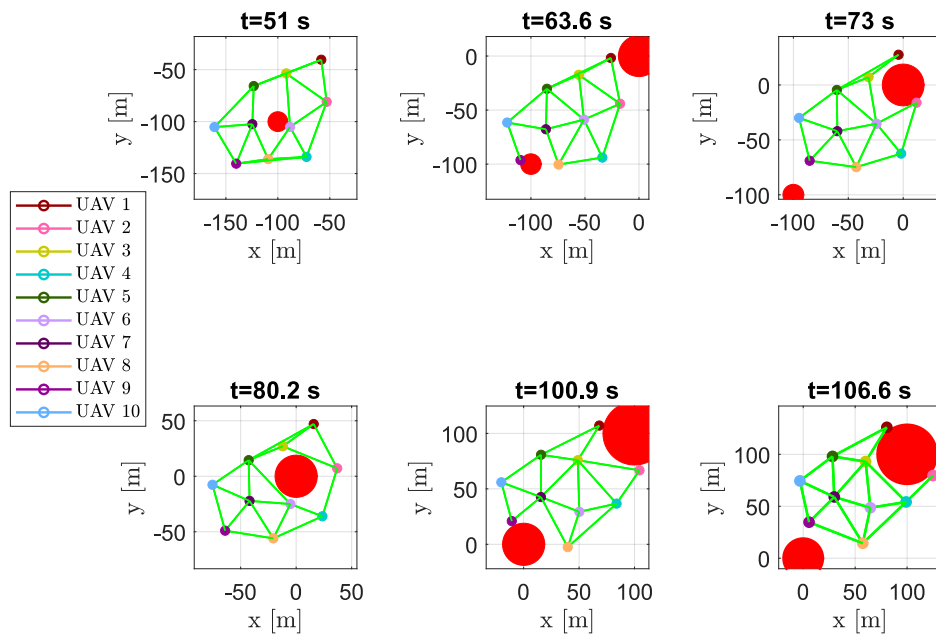 t=51 s
t=63.6 s
t=73 s
y [m]
-50
-100
-150
-150 -100 -50
x [m]
y [m]
0
-50
-100
-100 -50 0
x [m]
y [m]
0
-50
-100
-100 -50 0
x [m]
UAV 1
UAV 2
UAV 3
UAV 4
UAV 5
UAV 6
UAV 7
UAV 8
UAV 9
UAV 10
t=80.2 s
t=100.9 s
t=106.6 s
y [m]
50
0
-50
-50 0 50
x [m]
y [m]
100
50
0
0 50 100
x [m]
y [m]
100
50
0
0 50 100
x [m]